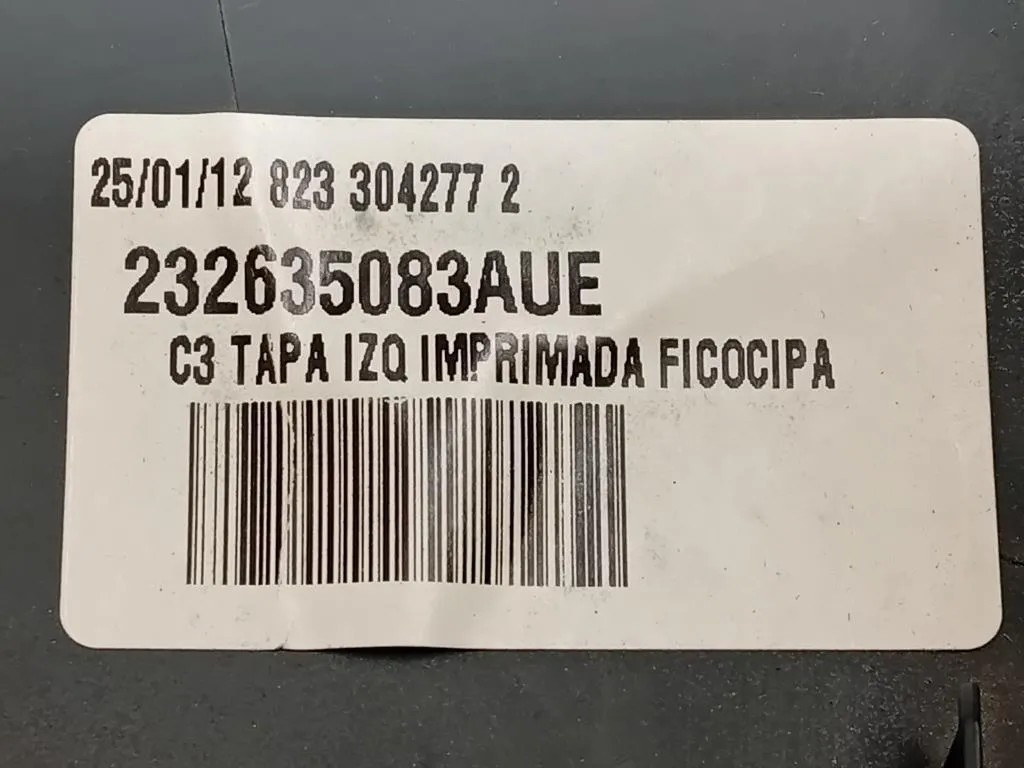 25/01/12 823 304277 2
232635083AUE
C3 TAPA IZQ IMPRIMADA FICOCIPA